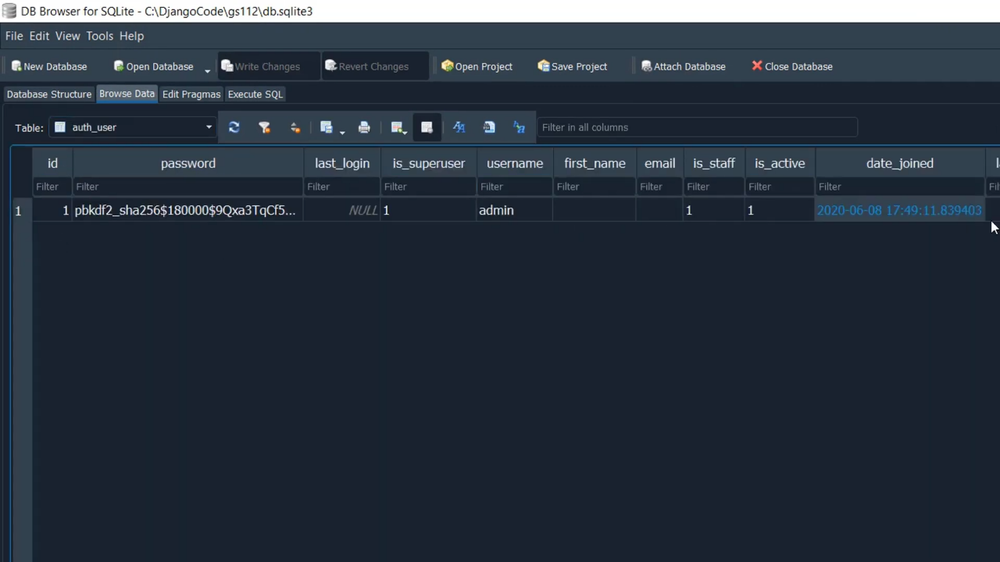 DB Browser for SQLite - C:\DjangoCode\gs112\db.sqlite3
File Edit View Tools Help
New Database Open Database Write Changes Revert Changes Open Project Save Project Attach Database Close Database
Database Structure Browse Data Edit Pragmas Execute SQL
Table: auth_user Filter in all columns
id password last_login is_superuser username first_name email is_staff is_active date_joined
Filter Filter Filter Filter Filter Filter Filter Filter Filter Filter
1 1 pbkdf2_sha256$180000$9Qxa3TqCf5... NULL 1 admin 1 1 2020-06-08 17:49:11.839403